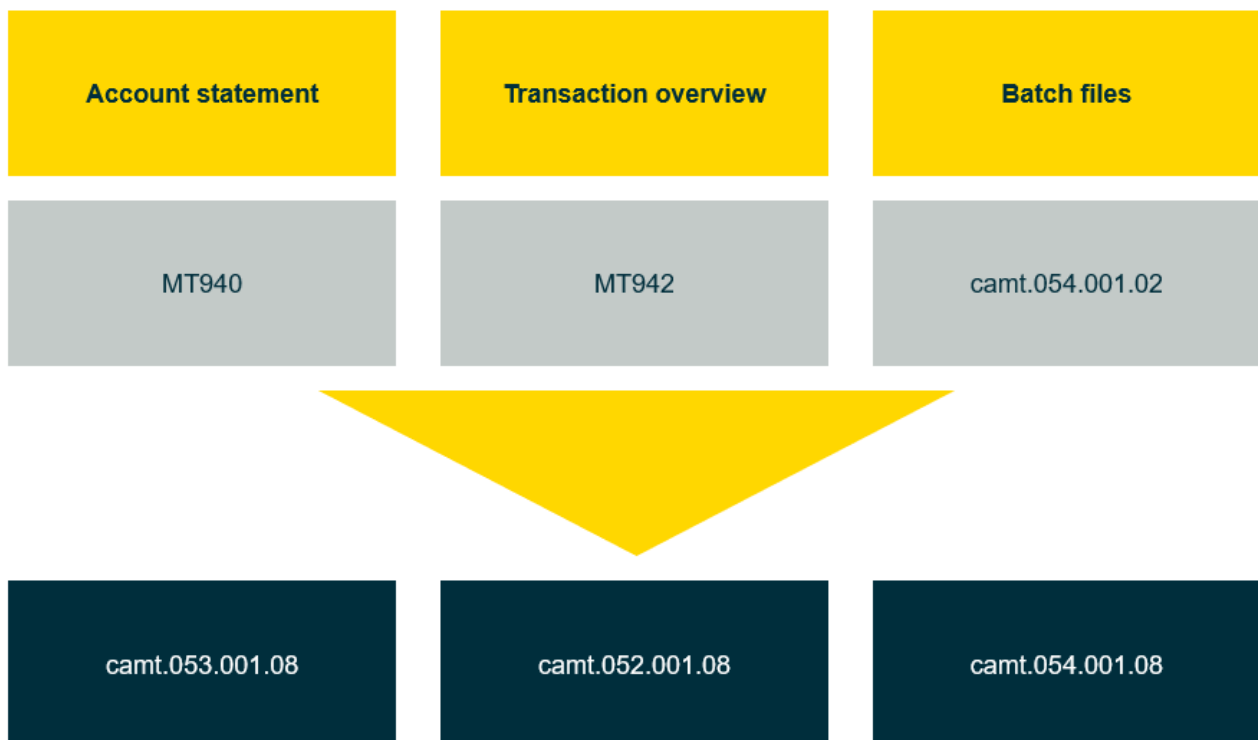 Account statement
Transaction overview
Batch files
MT940
MT942
camt.054.001.02
camt.053.001.08
camt.052.001.08
camt.054.001.08